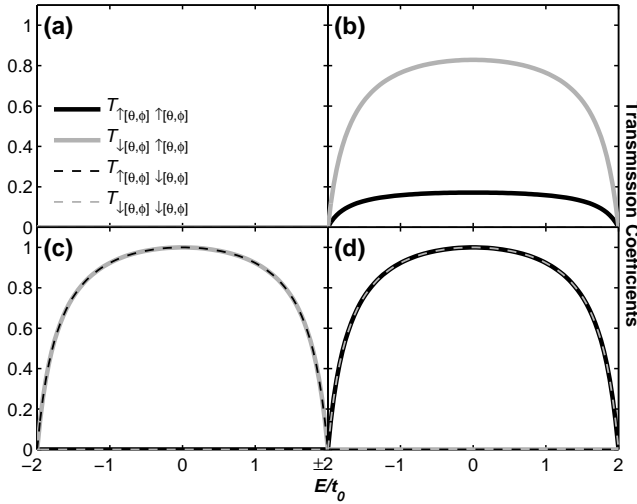 (a)
(b)
1
0.8
0.6
0.4
0.2
0
T↑[θ,ϕ] ↑[θ,ϕ]
T↓[θ,ϕ] ↑[θ,ϕ]
T↑[θ,ϕ] ↓[θ,ϕ]
T↓[θ,ϕ] ↓[θ,ϕ]
(c)
(d)
1
0.8
0.6
0.4
0.2
0
−2 −1 0 1 ±2 −1 0 1 2
E/t0
Transmission Coefficients